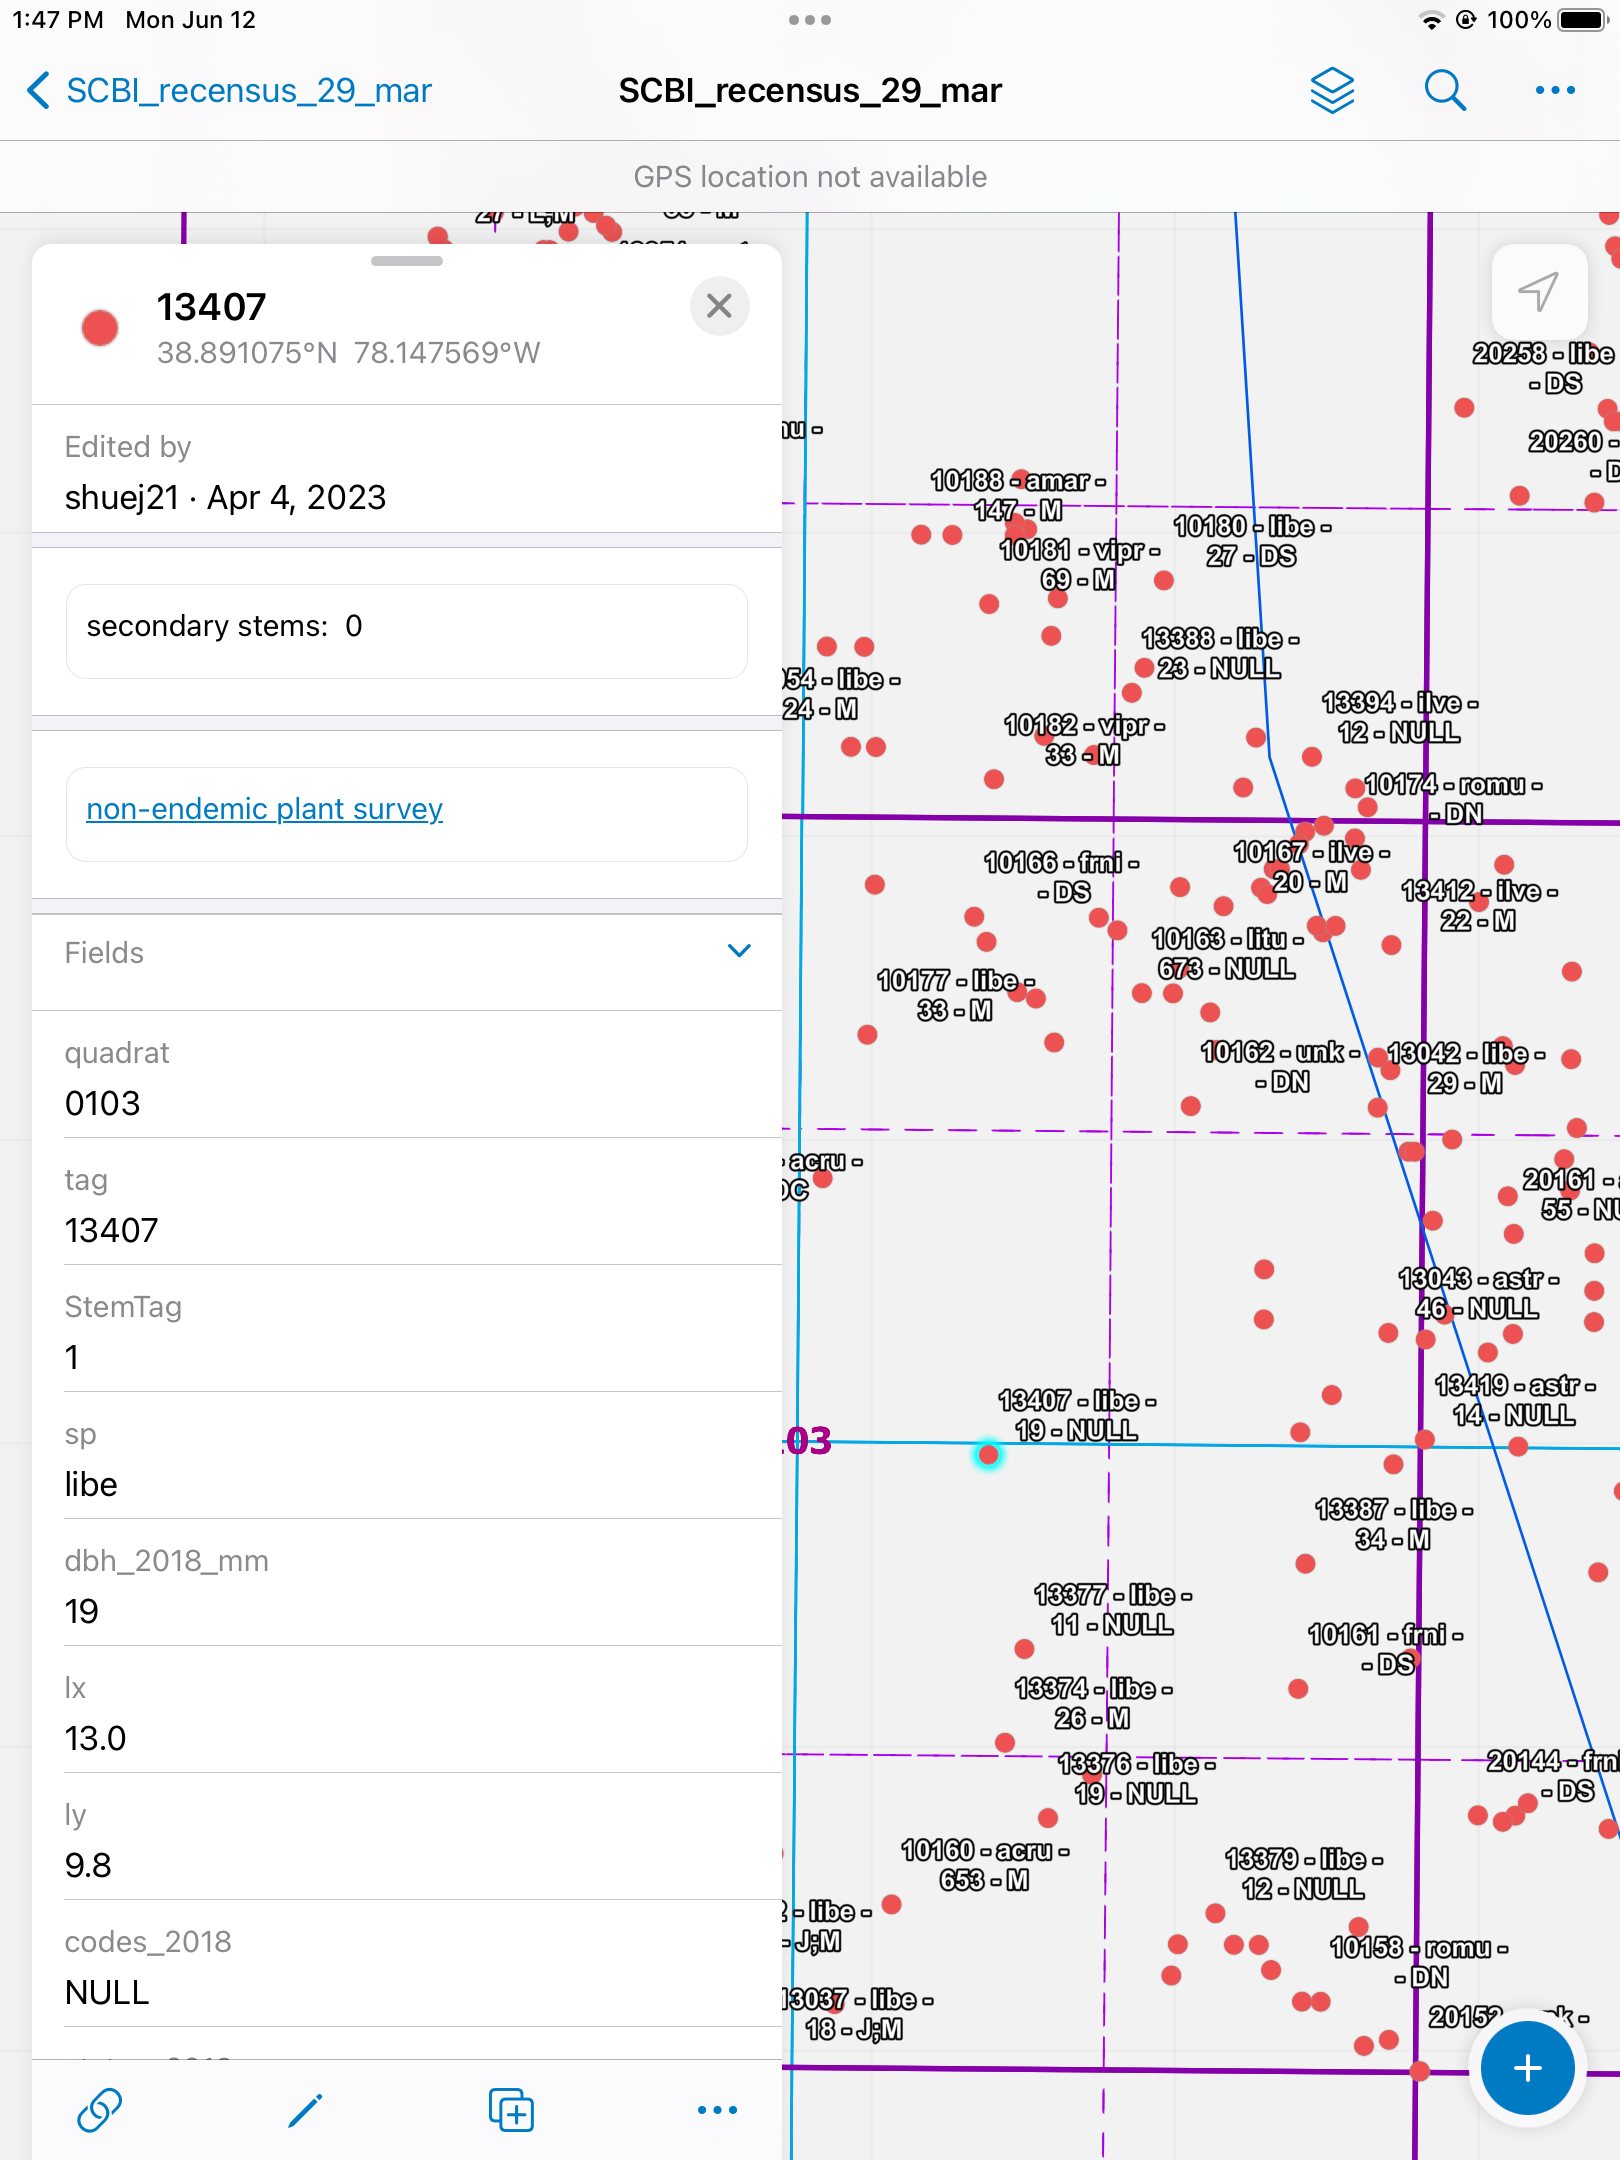 1:47 PM Mon Jun 12
100%
SCBI_recensus_29_mar
SCBI_recensus_29_mar
GPS location not available
13407
38.891075°N 78.147569°W
Edited by
shuej21 · Apr 4, 2023
secondary stems: 0
non-endemic plant survey
Fields
quadrat
0103
tag
13407
StemTag
1
sp
libe
dbh_2018_mm
19
lx
13.0
ly
9.8
codes_2018
NULL
20258 - libe
- DS
20260 -
10188 - amar -
147 - M
10181 - vipr -
69 - M
10180 - libe -
27 - DS
13388 - libe -
23 - NULL
54 - libe -
24 - M
10182 - vipr -
33 - M
13394 - ilve -
12 - NULL
10174 - romu -
- DN
10166 - frni -
- DS
10167 - ilve -
20 - M
13412 - ilve -
22 - M
10163 - litu -
673 - NULL
10177 - libe -
33 - M
10162 - unk -
- DN
13042 - libe -
29 - M
- acru -
20161 -
55 -
13043 - astr -
46 - NULL
13407 - libe -
19 - NULL
13419 - astr -
14 - NULL
03
13387 - libe -
34 - M
13377 - libe -
11 - NULL
10161 - frni -
- DS
13374 - libe -
26 - M
13376 - libe -
19 - NULL
20144 -
- DS
10160 - acru -
653 - M
13379 - libe -
12 - NULL
- libe -
- J;M
10158 - romu -
- DN
13037 - libe -
18 - J;M